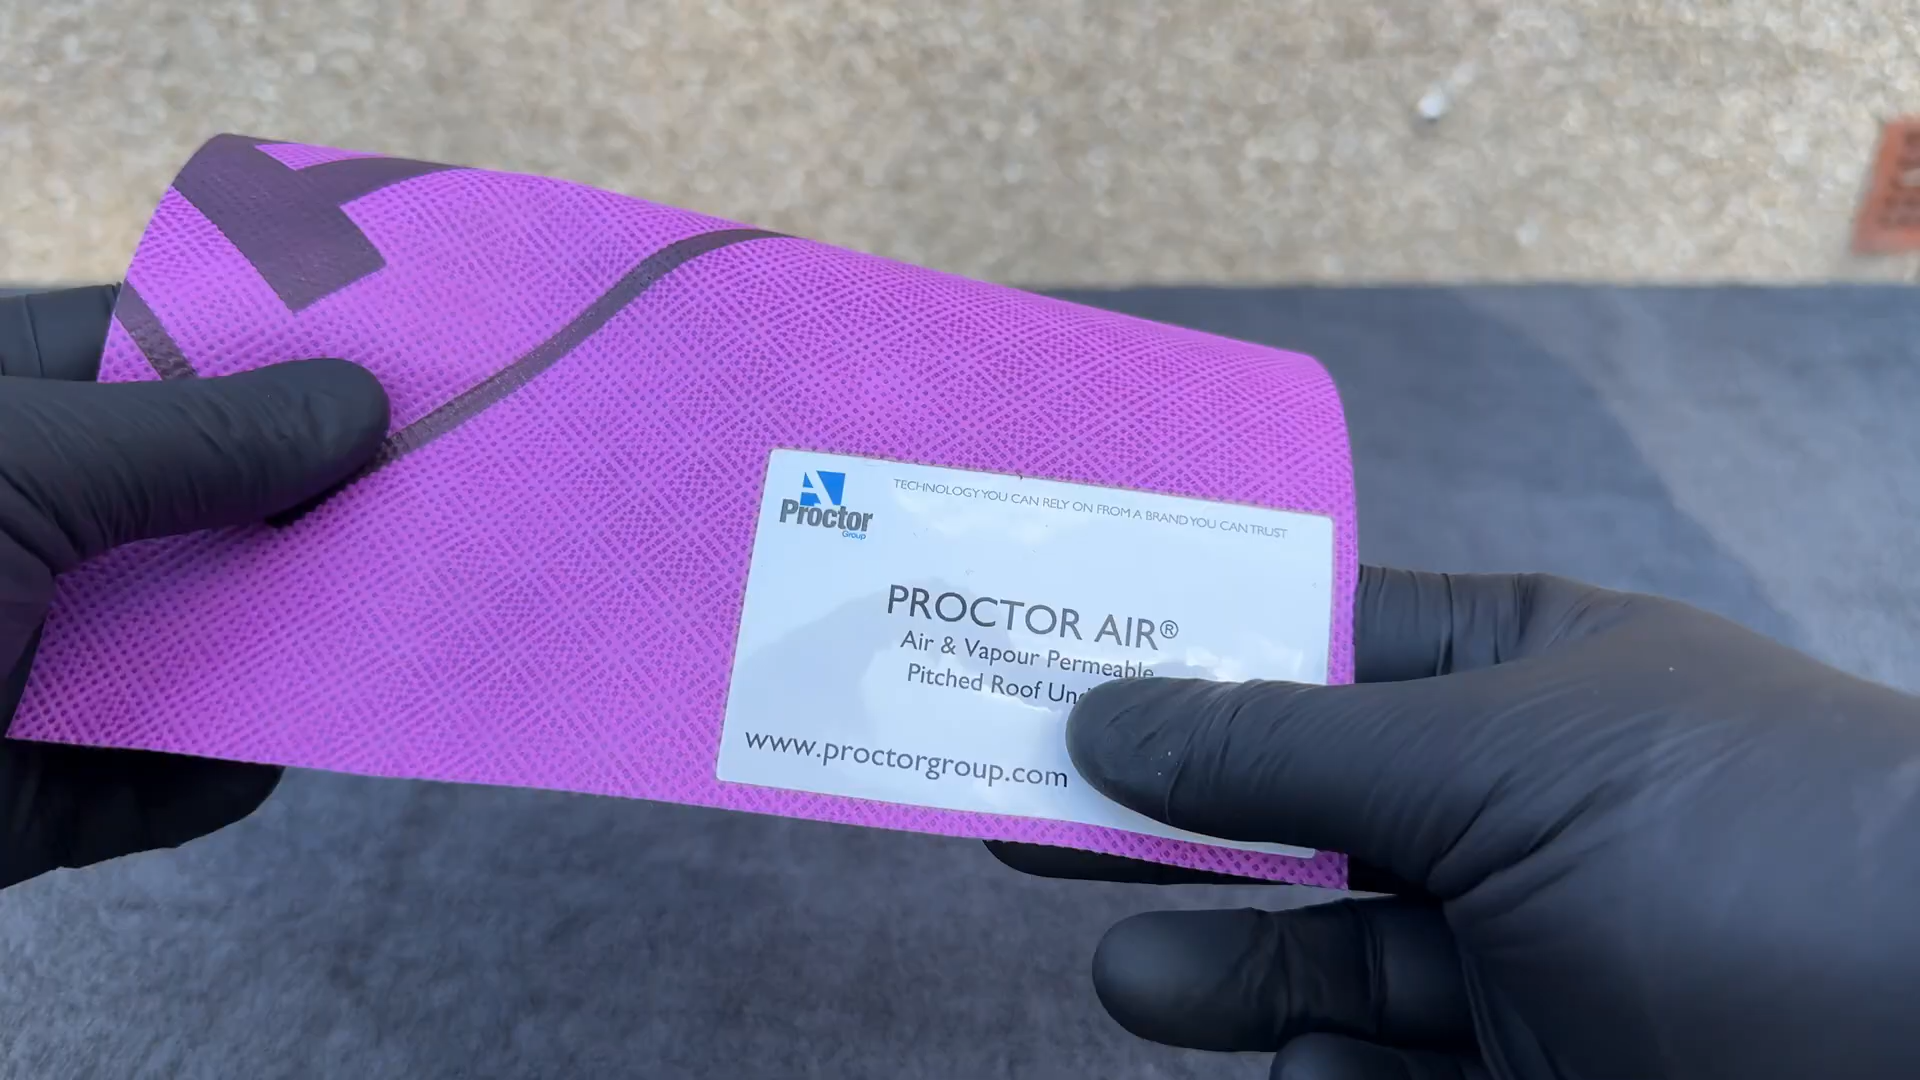 Proctor
Group
TECHNOLOGY YOU CAN RELY ON FROM A BRAND YOU CAN TRUST
PROCTOR AIR®
Air & Vapour Permeable
Pitched Roof
www.proctorgroup.com